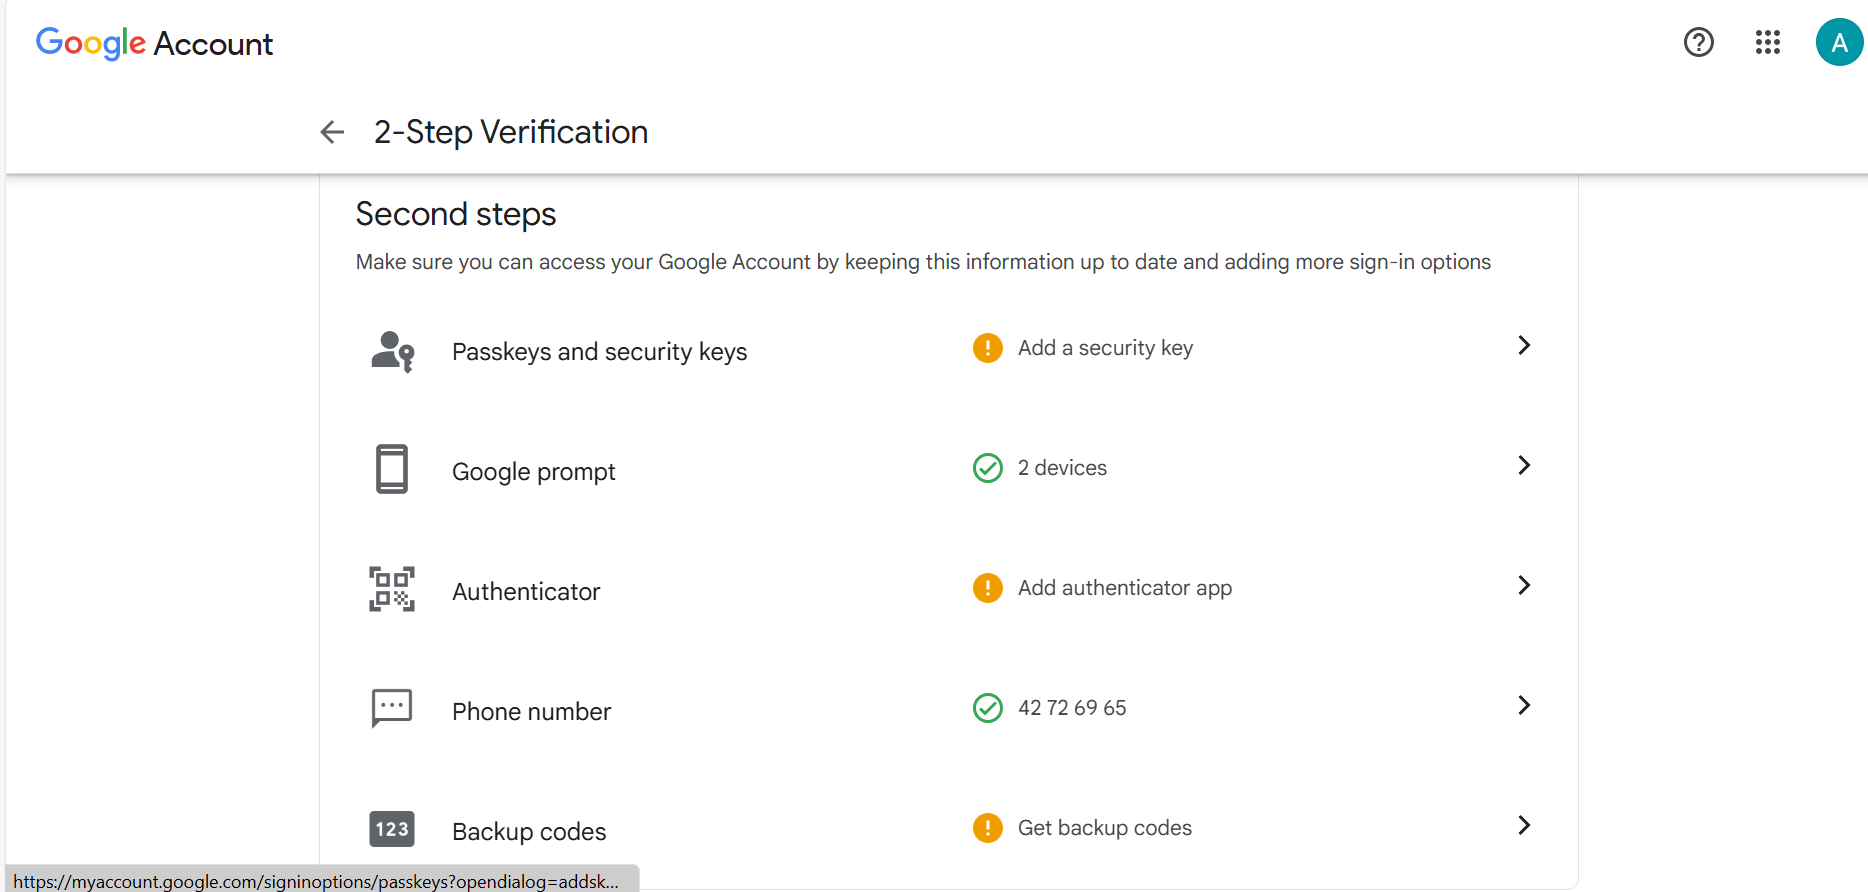 Google Account
A
2-Step Verification
Second steps
Make sure you can access your Google Account by keeping this information up to date and adding more sign-in options
Passkeys and security keys
Add a security key
Google prompt
2 devices
Authenticator
Add authenticator app
Phone number
42 72 69 65
123
Backup codes
Get backup codes
https://myaccount.google.com/signinoptions/passkeys?opendialog=addsk...